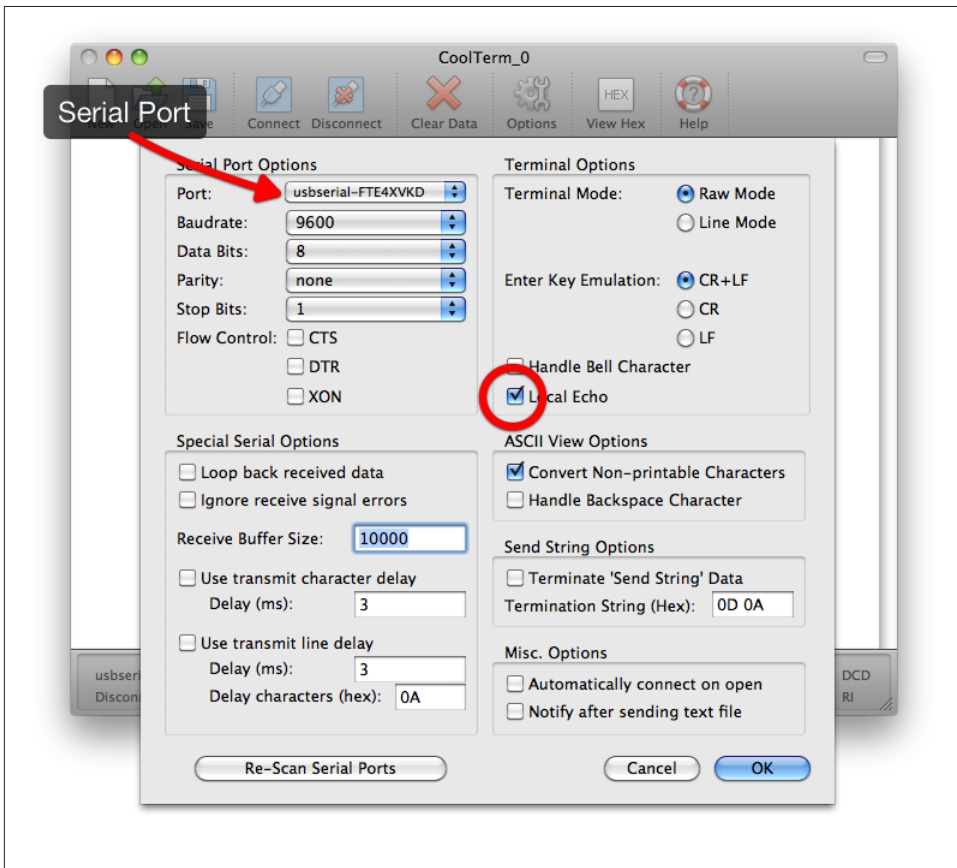 CoolTerm_0
New Open Save Connect Disconnect Clear Data Options View Hex Help
HEX
Serial Port
Serial Port Options
Port: usbserial-FTE4XVKD
Baudrate: 9600
Data Bits: 8
Parity: none
Stop Bits: 1
Flow Control: CTS
DTR
XON
Terminal Options
Terminal Mode: Raw Mode
Line Mode
Enter Key Emulation: CR+LF
CR
LF
Handle Bell Character
Local Echo
Special Serial Options
Loop back received data
Ignore receive signal errors
Receive Buffer Size: 10000
Use transmit character delay
Delay (ms): 3
Use transmit line delay
Delay (ms): 3
Delay characters (hex): 0A
ASCII View Options
Convert Non-printable Characters
Handle Backspace Character
Send String Options
Terminate 'Send String' Data
Termination String (Hex): 0D 0A
Misc. Options
Automatically connect on open
Notify after sending text file
usbseri
Disconn
DCD
RI
Re-Scan Serial Ports
Cancel OK